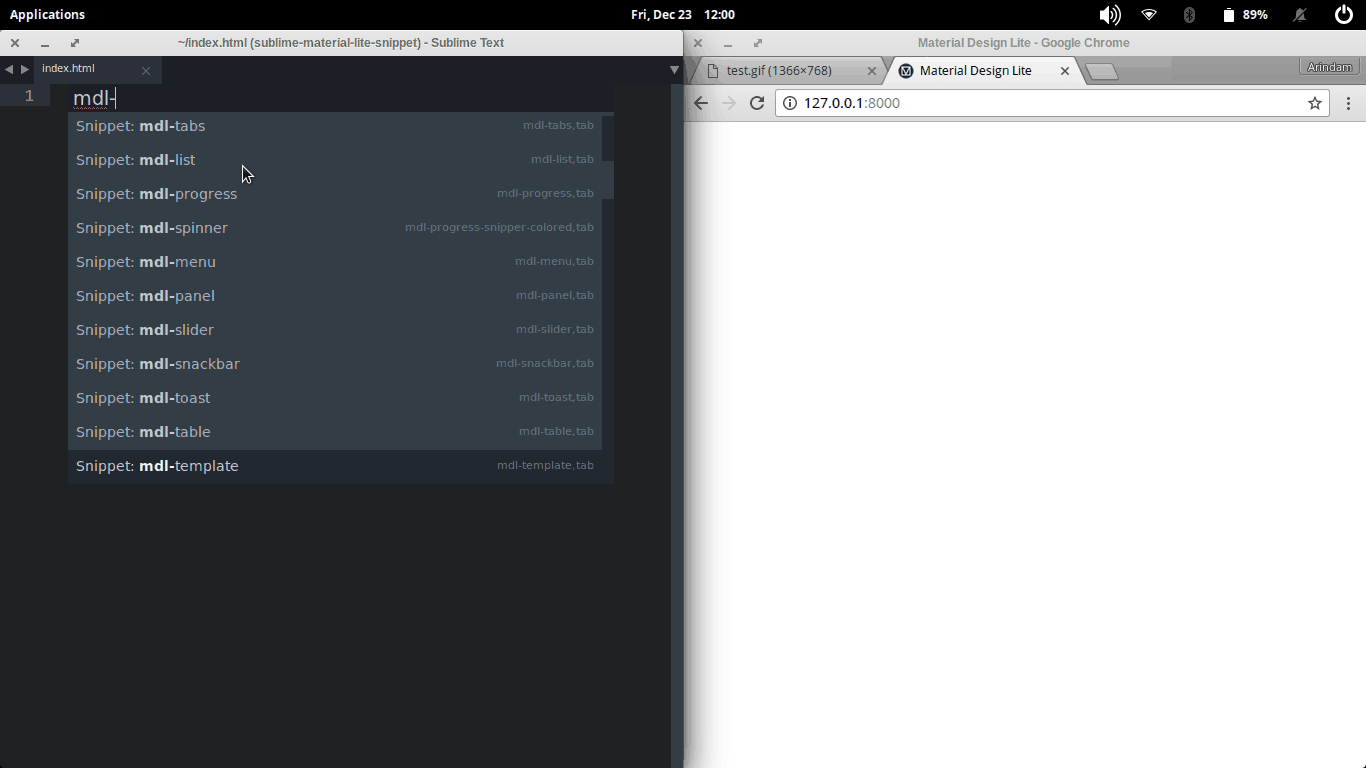 Applications
Fri, Dec 23 12:00
89%
~/index.html (sublime-material-lite-snippet) - Sublime Text
index.html
1
mdl-
Snippet: mdl-tabs mdl-tabs,tab
Snippet: mdl-list mdl-list,tab
Snippet: mdl-progress mdl-progress,tab
Snippet: mdl-spinner mdl-progress-snipper-colored,tab
Snippet: mdl-menu mdl-menu,tab
Snippet: mdl-panel mdl-panel,tab
Snippet: mdl-slider mdl-slider,tab
Snippet: mdl-snackbar mdl-snackbar,tab
Snippet: mdl-toast mdl-toast,tab
Snippet: mdl-table mdl-table,tab
Snippet: mdl-template mdl-template,tab
Material Design Lite - Google Chrome
test.gif (1366×768)
Material Design Lite
Arindam
127.0.0.1:8000